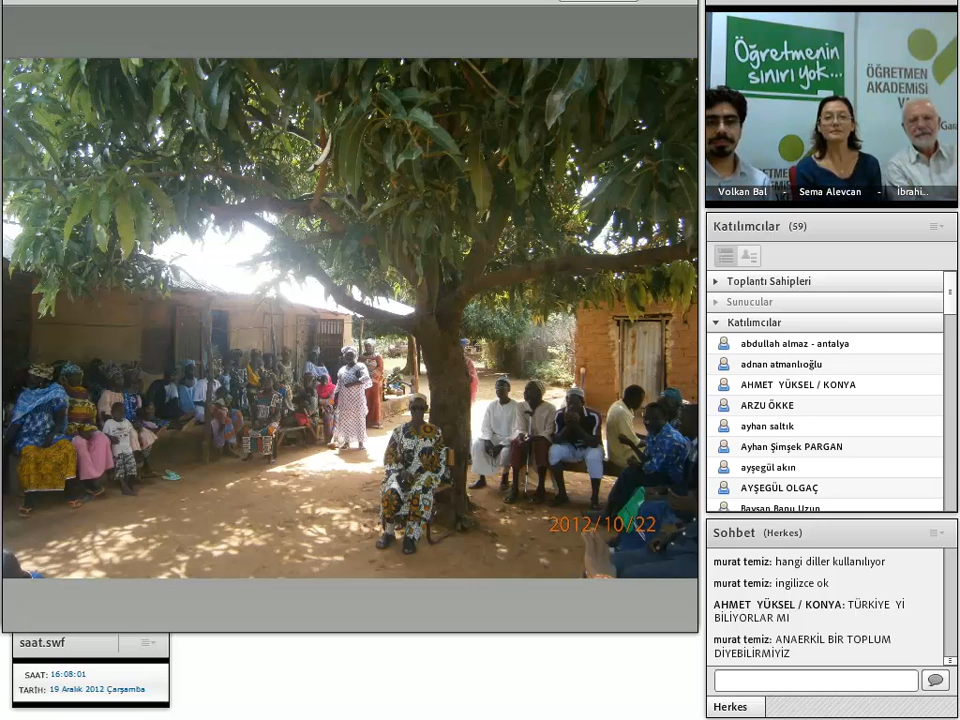 Öğretmenin
sınırı yok...
ÖĞRETMEN
AKADEMİSİ
Volkan Bal - Sema Alevcan - İbrahi...
Katılımcılar (59)
Toplantı Sahipleri
Sunucular
Katılımcılar
abdullah almaz - antalya
adnan atmanlıoğlu
AHMET YÜKSEL / KONYA
ARZU ÖKKE
ayhan saltık
Ayhan Şimşek PARGAN
ayşegül akın
AYŞEGÜL OLGAÇ
Baysan Banu Uzun
2012/10/22
Sohbet (Herkes)
murat temiz: hangi diller kullanılıyor
murat temiz: ingilizce ok
AHMET YÜKSEL / KONYA: TÜRKİYE Yİ
BİLİYORLAR MI
murat temiz: ANAERKİL BİR TOPLUM
DİYEBİLİRMİYİZ
Herkes
saat.swf
SAAT: 16:08:01
TARİH: 19 Aralık 2012 Çarşamba